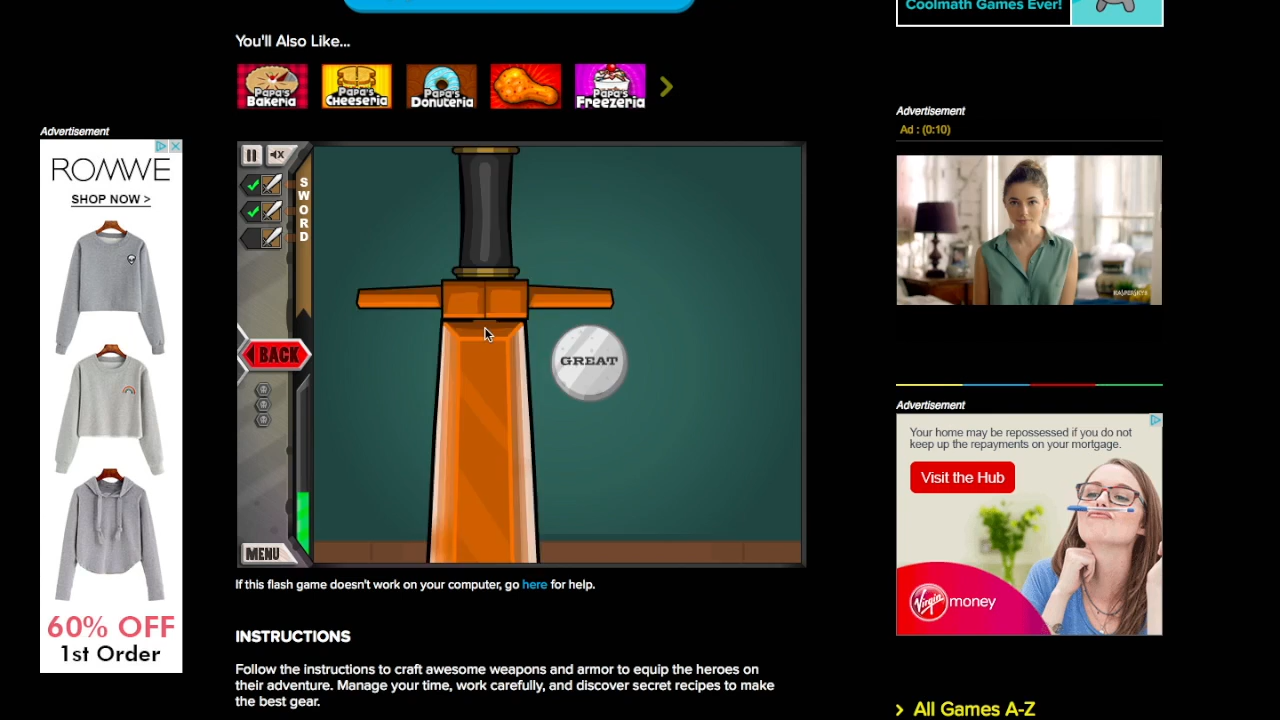 Coolmath Games Ever!
You'll Also Like...
PAPA'S
BAKERIA
PAPA'S
CHEESERIA
PAPA'S
DONUTERIA
PAPA'S
FREEZERIA
Advertisement
Ad : (0:10)
Advertisement
ROMWE
SHOP NOW >
60% OFF
1st Order
SWORD
BACK
GREAT
MENU
If this flash game doesn't work on your computer, go here for help.
INSTRUCTIONS
Follow the instructions to craft awesome weapons and armor to equip the heroes on
their adventure. Manage your time, work carefully, and discover secret recipes to make
the best gear.
Advertisement
Your home may be repossessed if you do not
keep up the repayments on your mortgage.
Visit the Hub
Virgin money
> All Games A-Z